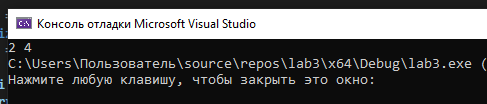 Консоль отладки Microsoft Visual Studio
2 4
C:\Users\Пользователь\source\repos\lab3\x64\Debug\lab3.exe (
Нажмите любую клавишу, чтобы закрыть это окно: